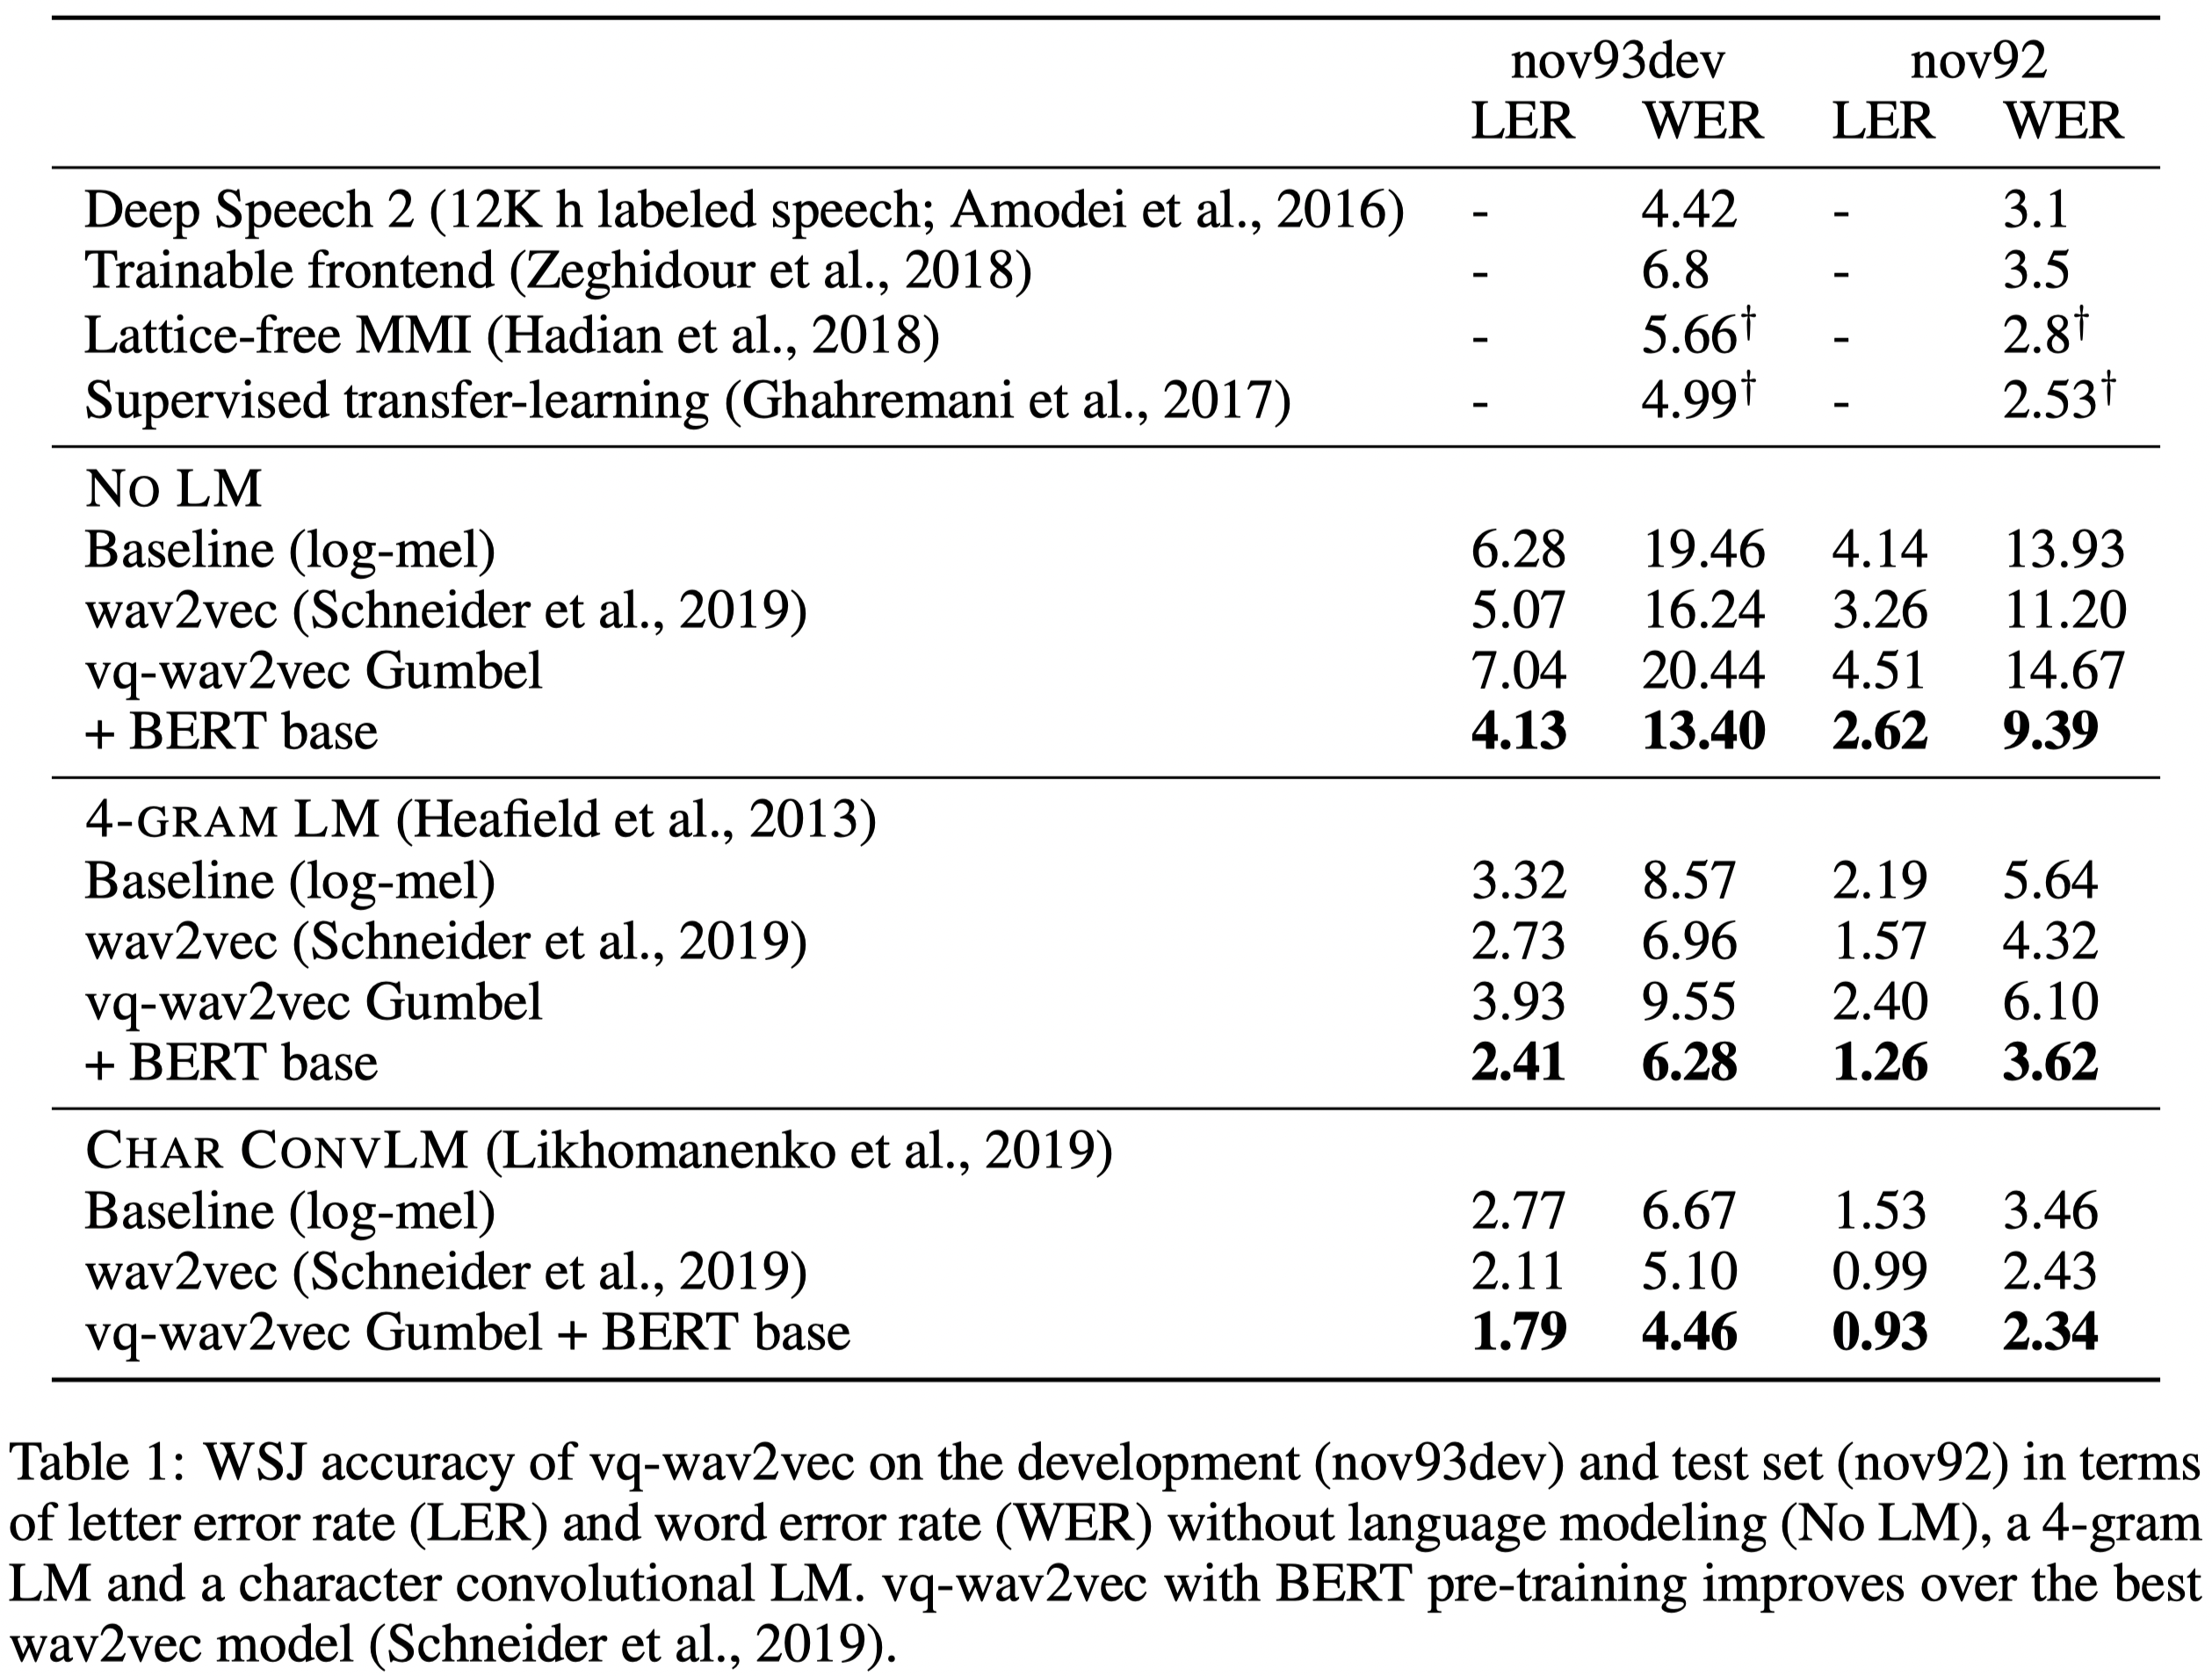 nov93dev nov92
LER WER LER WER
Deep Speech 2 (12K h labeled speech; Amodei et al., 2016) - 4.42 - 3.1
Trainable frontend (Zeghidour et al., 2018) - 6.8 - 3.5
Lattice-free MMI (Hadian et al., 2018) - 5.66† - 2.8†
Supervised transfer-learning (Ghahremani et al., 2017) - 4.99† - 2.53†
NO LM
Baseline (log-mel) 6.28 19.46 4.14 13.93
wav2vec (Schneider et al., 2019) 5.07 16.24 3.26 11.20
vq-wav2vec Gumbel 7.04 20.44 4.51 14.67
+ BERT base 4.13 13.40 2.62 9.39
4-GRAM LM (Heafield et al., 2013)
Baseline (log-mel) 3.32 8.57 2.19 5.64
wav2vec (Schneider et al., 2019) 2.73 6.96 1.57 4.32
vq-wav2vec Gumbel 3.93 9.55 2.40 6.10
+ BERT base 2.41 6.28 1.26 3.62
CHAR CONVLM (Likhomanenko et al., 2019)
Baseline (log-mel) 2.77 6.67 1.53 3.46
wav2vec (Schneider et al., 2019) 2.11 5.10 0.99 2.43
vq-wav2vec Gumbel + BERT base 1.79 4.46 0.93 2.34
Table 1: WSJ accuracy of vq-wav2vec on the development (nov93dev) and test set (nov92) in terms
of letter error rate (LER) and word error rate (WER) without language modeling (No LM), a 4-gram
LM and a character convolutional LM. vq-wav2vec with BERT pre-training improves over the best
wav2vec model (Schneider et al., 2019).